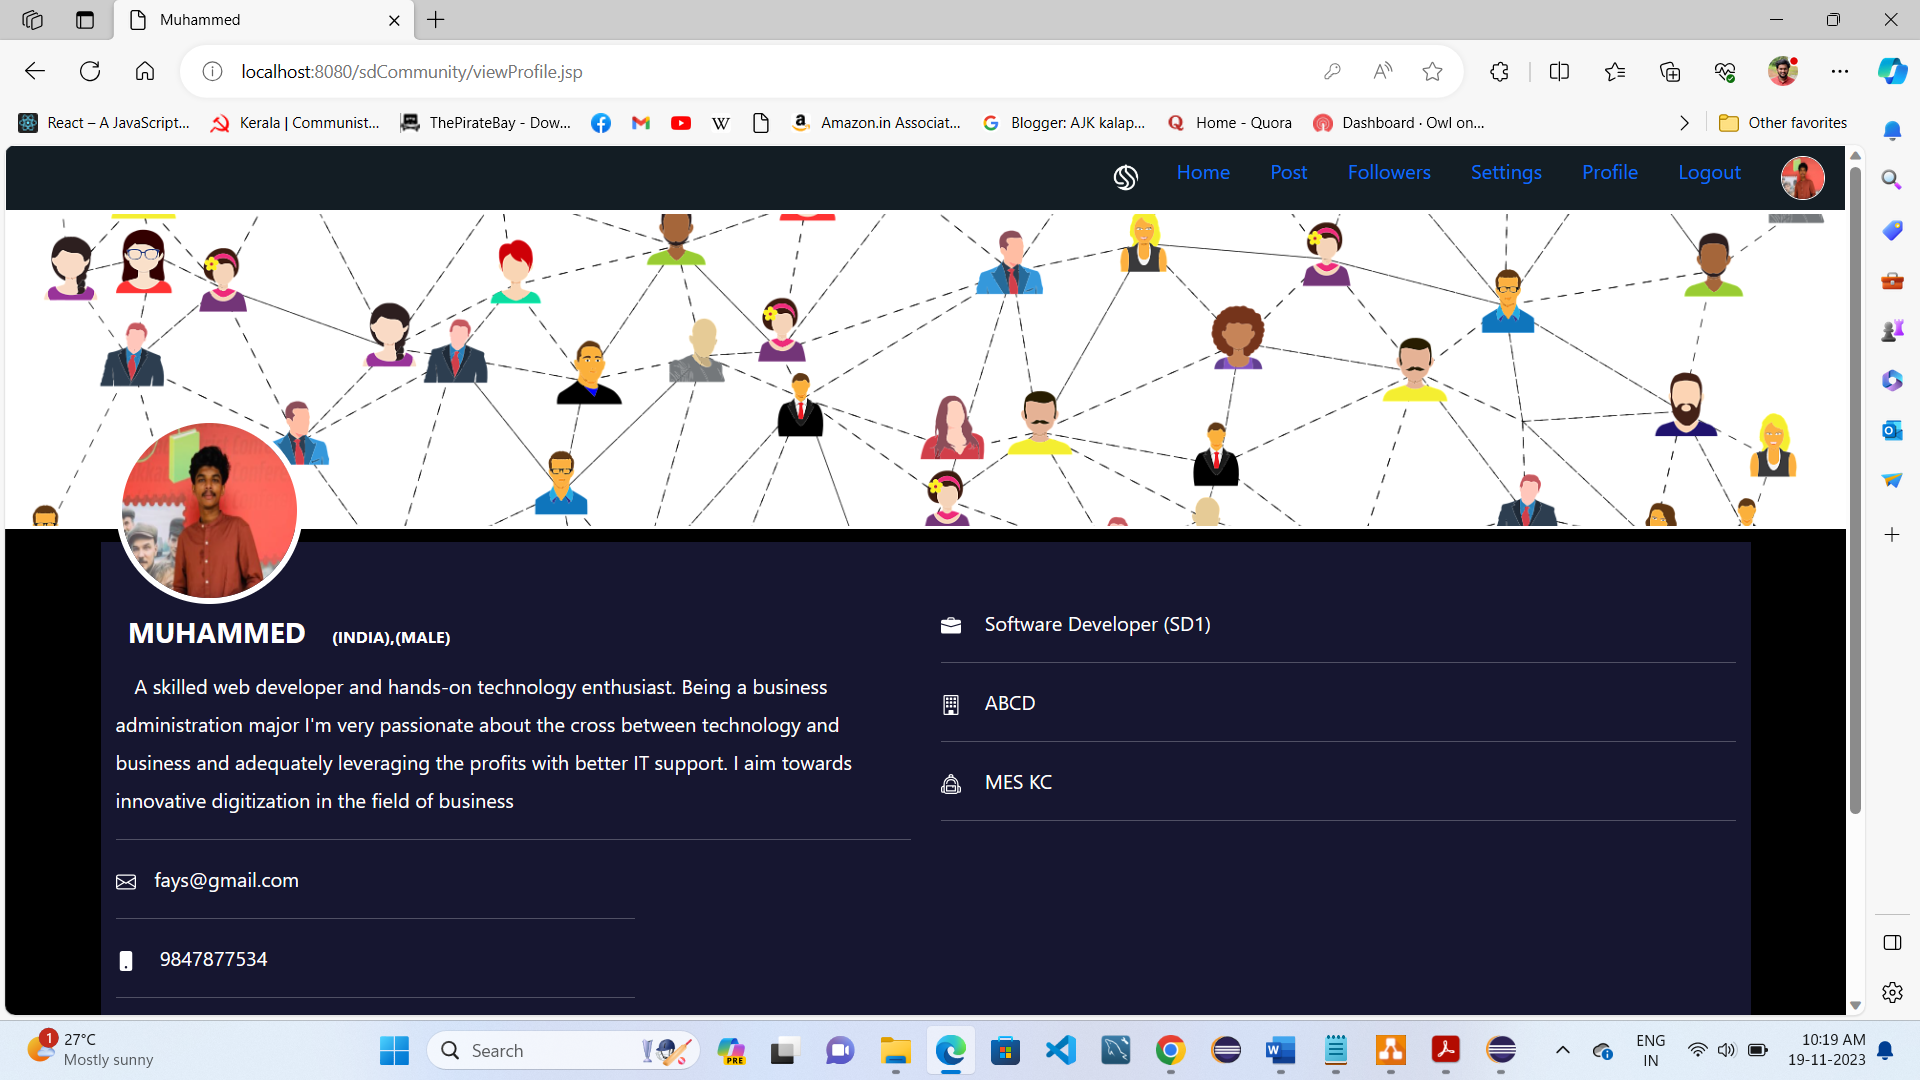 Muhammed
localhost:8080/sdCommunity/viewProfile.jsp
React – A JavaScript...
Kerala | Communist...
ThePirateBay - Dow...
W
Amazon.in Associat...
Blogger: AJK kalap...
Home - Quora
Dashboard · Owl on...
Other favorites
Home
Post
Followers
Settings
Profile
Logout
MUHAMMED (INDIA),(MALE)
A skilled web developer and hands-on technology enthusiast. Being a business
administration major I'm very passionate about the cross between technology and
business and adequately leveraging the profits with better IT support. I aim towards
innovative digitization in the field of business
fays@gmail.com
9847877534
Software Developer (SD1)
ABCD
MES KC
1
27°C
Mostly sunny
Search
PRE
ENG
IN
10:19 AM
19-11-2023